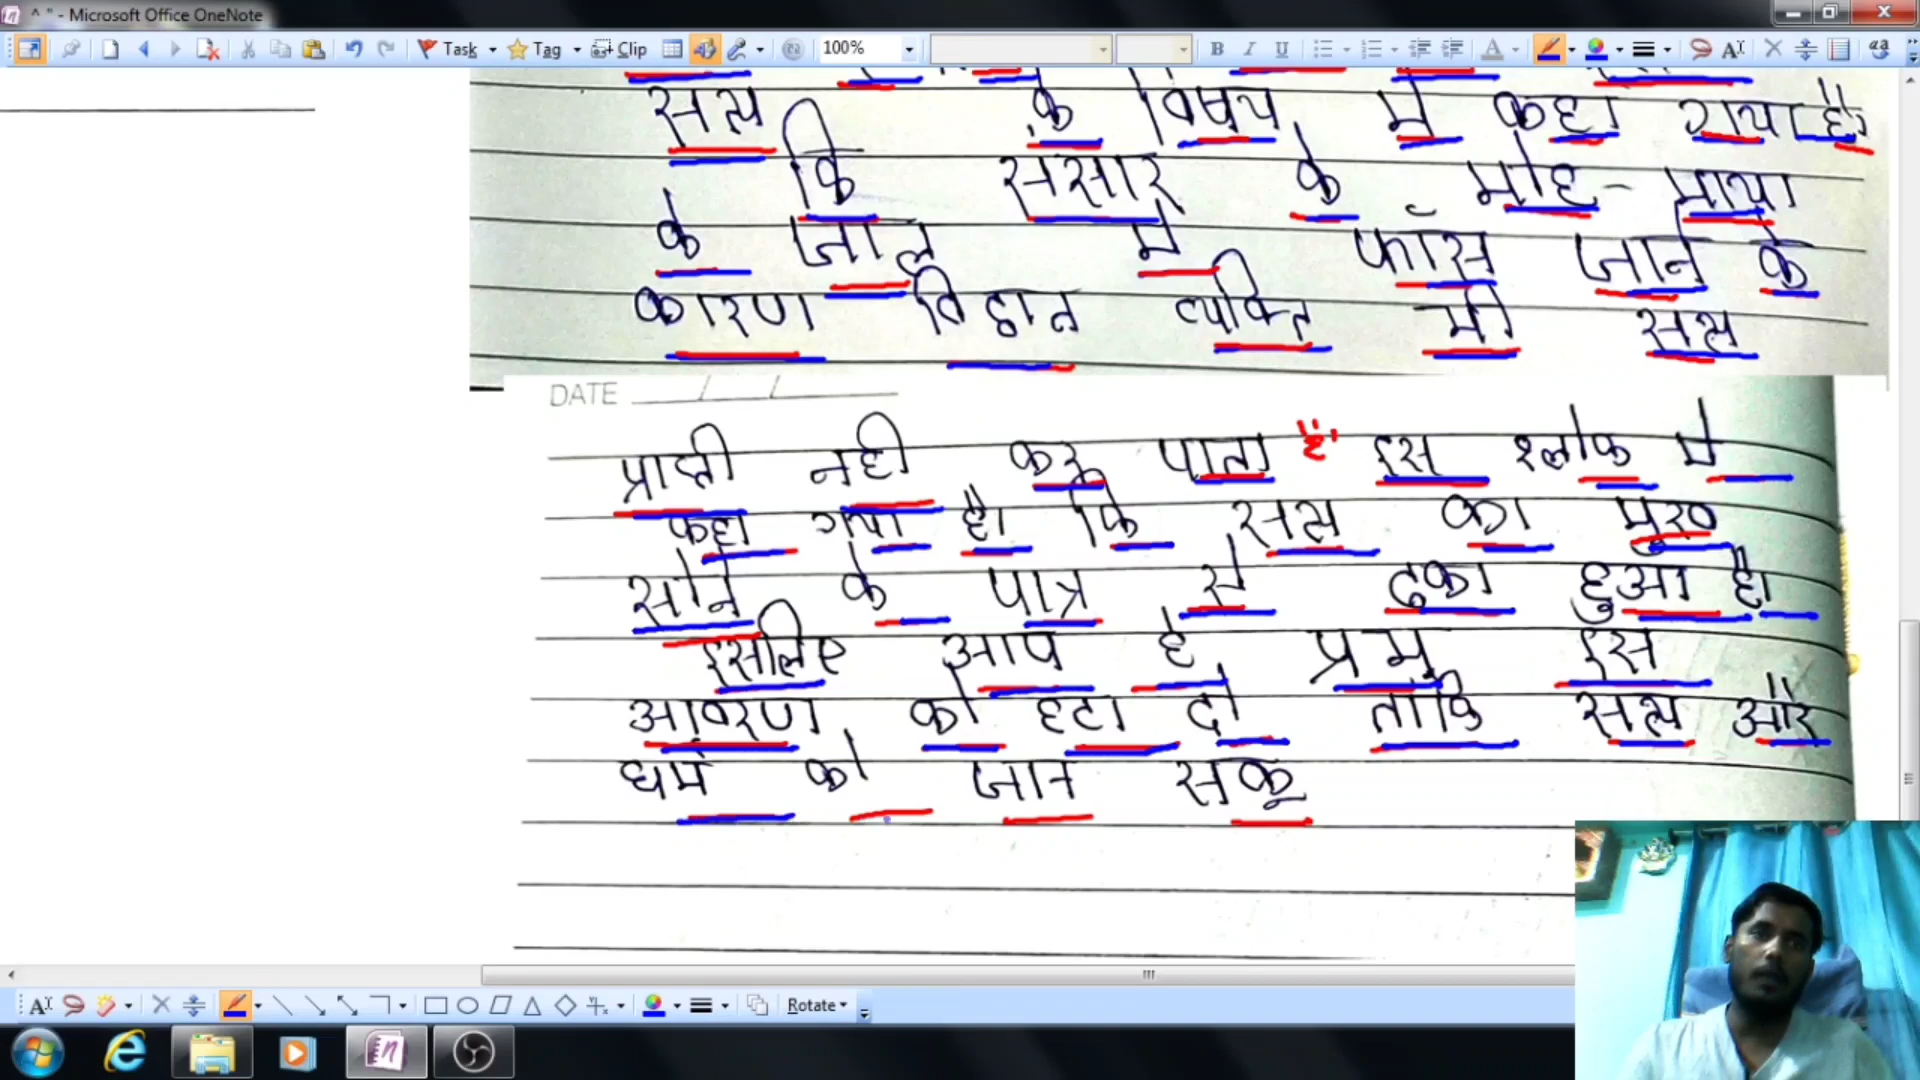 ^ " - Microsoft Office OneNote
Task Tag Clip 100% B I U A
सत्य के विषय में कहा गया है
कि संसार के मोह - माया
के जाल में फाँस जाने के
कारण विद्वान व्यक्ति भी सत्य
DATE / /
प्राप्ती नही कर पाता है इस श्लोक में
कहा गया है। कि सत्य का मुख
सोने के पात्र से ढका हुआ है।
इसलिए आप हे प्रभु इस
आवरण को हटा दो ताकि सत्य और
धर्म को जान सकू
Rotate